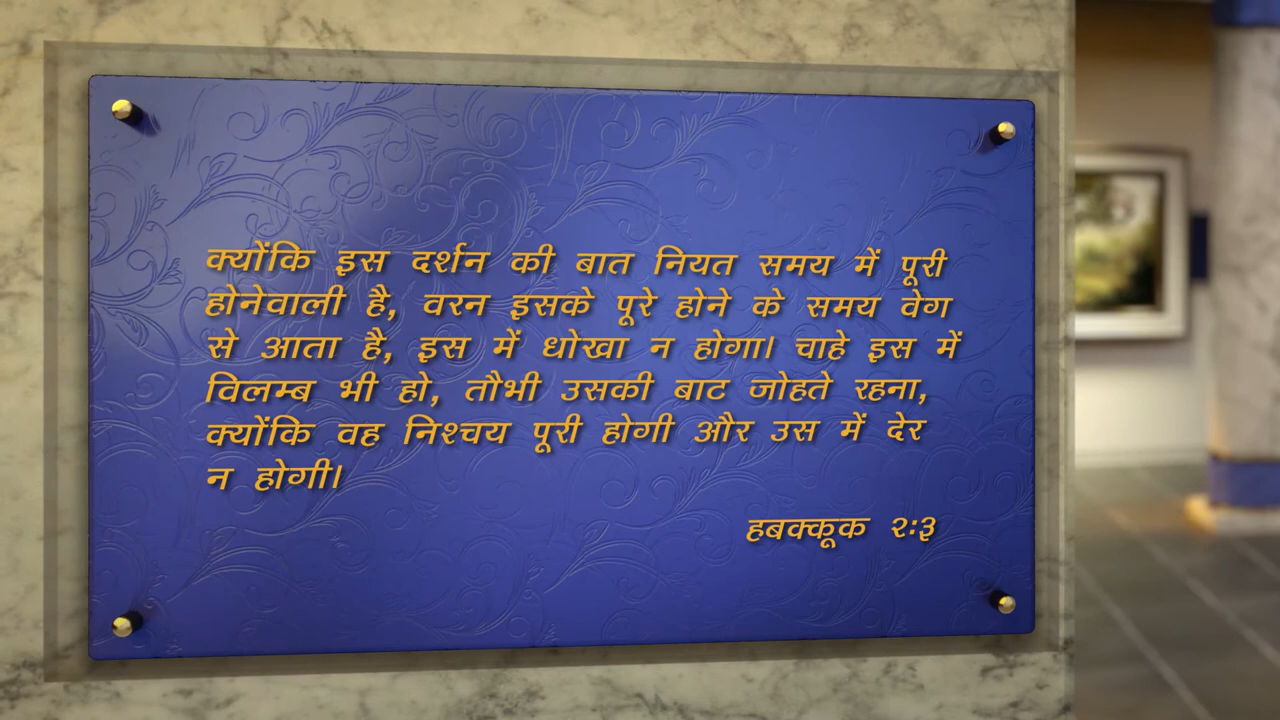 क्योंकि इस दर्शन की बात नियत समय में पूरी
होनेवाली है, वरन इसके पूरे होने के समय वेग
से आता है, इस में धोखा न होगा। चाहे इस में
विलम्ब भी हो, तौभी उसकी बाट जोहते रहना,
क्योंकि वह निश्चय पूरी होगी और उस में देर
न होगी।
हबक्कूक २:३